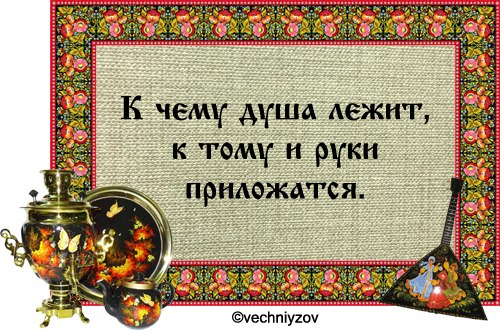 К чему душа лежит,
к тому и руки
приложатся.
©vechniyzov